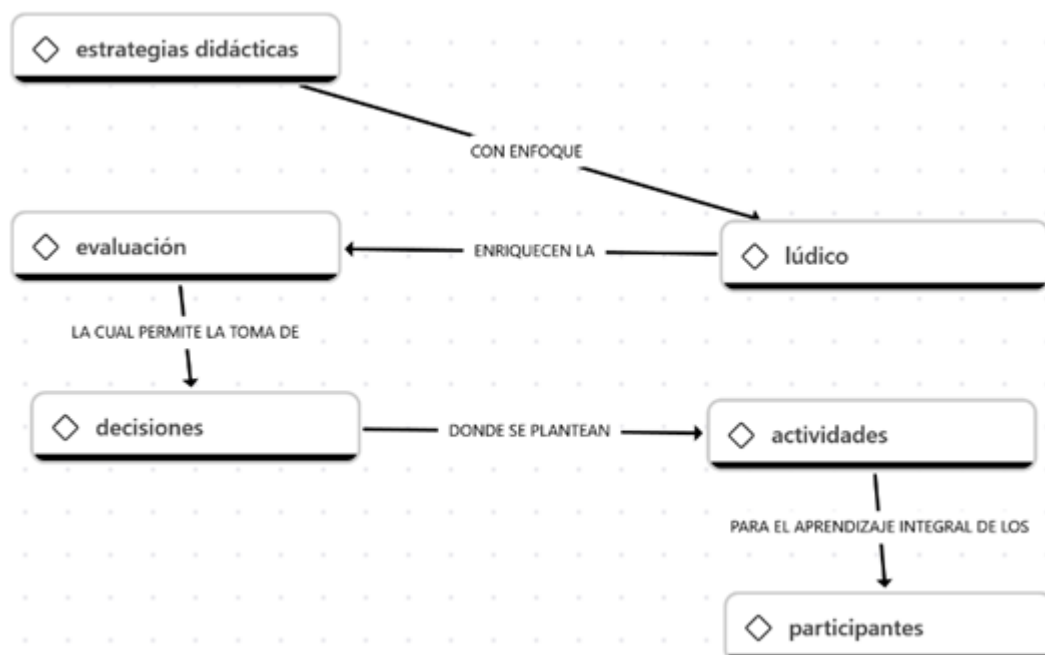 estrategias didácticas
CON ENFOQUE
lúdico
ENRIQUECEN LA
evaluación
LA CUAL PERMITE LA TOMA DE
decisiones
DONDE SE PLANTEAN
actividades
PARA EL APRENDIZAJE INTEGRAL DE LOS
participantes